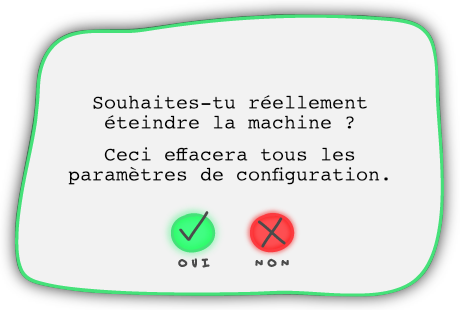 Souhaites-tu réellement
éteindre la machine ?
Ceci effacera tous les
paramètres de configuration.
OUI NON